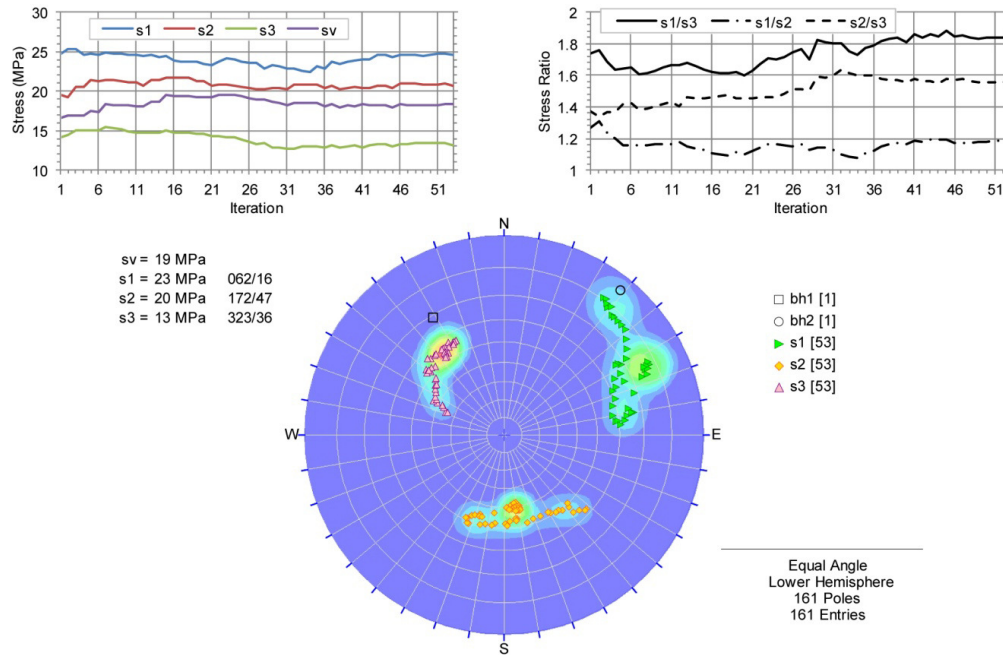 s1 s2 s3 sv
Stress (MPa)
30
25
20
15
10
1 6 11 16 21 26 31 36 41 46 51
Iteration
s1/s3 s1/s2 s2/s3
Stress Ratio
2
1.8
1.6
1.4
1.2
1
1 6 11 16 21 26 31 36 41 46 51
Iteration
sv = 19 MPa
s1 = 23 MPa 062/16
s2 = 20 MPa 172/47
s3 = 13 MPa 323/36
N
W
E
S
bh1 [1]
bh2 [1]
s1 [53]
s2 [53]
s3 [53]
Equal Angle
Lower Hemisphere
161 Poles
161 Entries